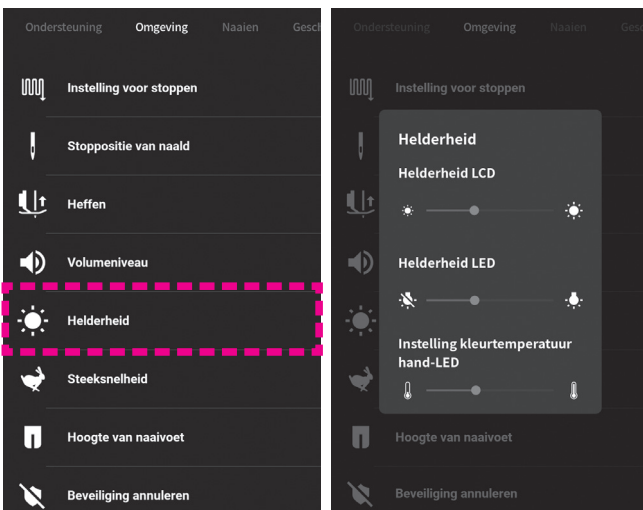 Ondersteuning Omgeving Naaien Gesch
Instelling voor stoppen
Stoppositie van naald
Heffen
Volumeniveau
Helderheid
Steeksnelheid
Hoogte van naaivoet
Beveiliging annuleren
Ondersteuning Omgeving Naaien Gesc
Instelling voor stoppen
Helderheid
Helderheid LCD
Helderheid LED
Instelling kleurtemperatuur
hand-LED
Hoogte van naaivoet
Beveiliging annuleren